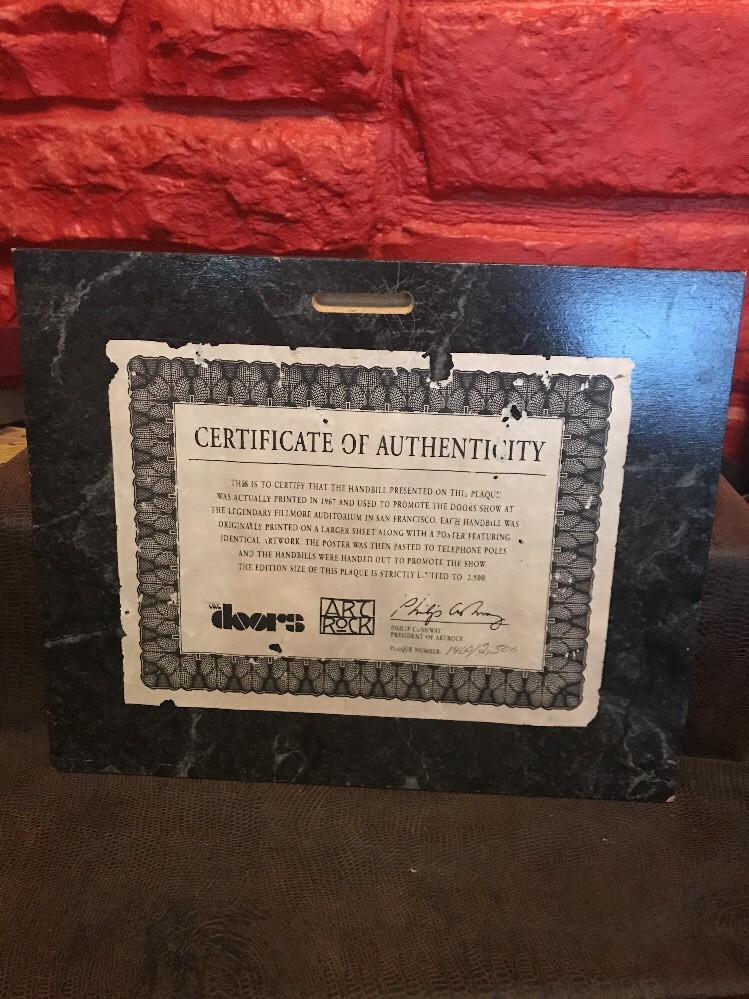 CERTIFICATE OF AUTHENTICITY
THIS IS TO CERTIFY THAT THE HANDBILL PRESENTED ON THIS PLAQUE
WAS ACTUALLY PRINTED IN 1967 AND USED TO PROMOTE THE DOORS SHOW AT
THE LEGENDARY FILLMORE AUDITORIUM IN SAN FRANCISCO. EACH HANDBILL WAS
ORIGINALLY PRINTED ON A LARGER SHEET ALONG WITH A POSTER FEATURING
IDENTICAL ARTWORK. THE POSTER WAS THEN PASTED TO TELEPHONE POLES
AND THE HANDBILLS WERE HANDED OUT TO PROMOTE THE SHOW.
THE EDITION SIZE OF THIS PLAQUE IS STRICTLY LIMITED TO 2,500.
THE doors
ART ROCK
PHILIP CUSHWAY
PRESIDENT OF ARTROCK
PLAQUE NUMBER: /2,500